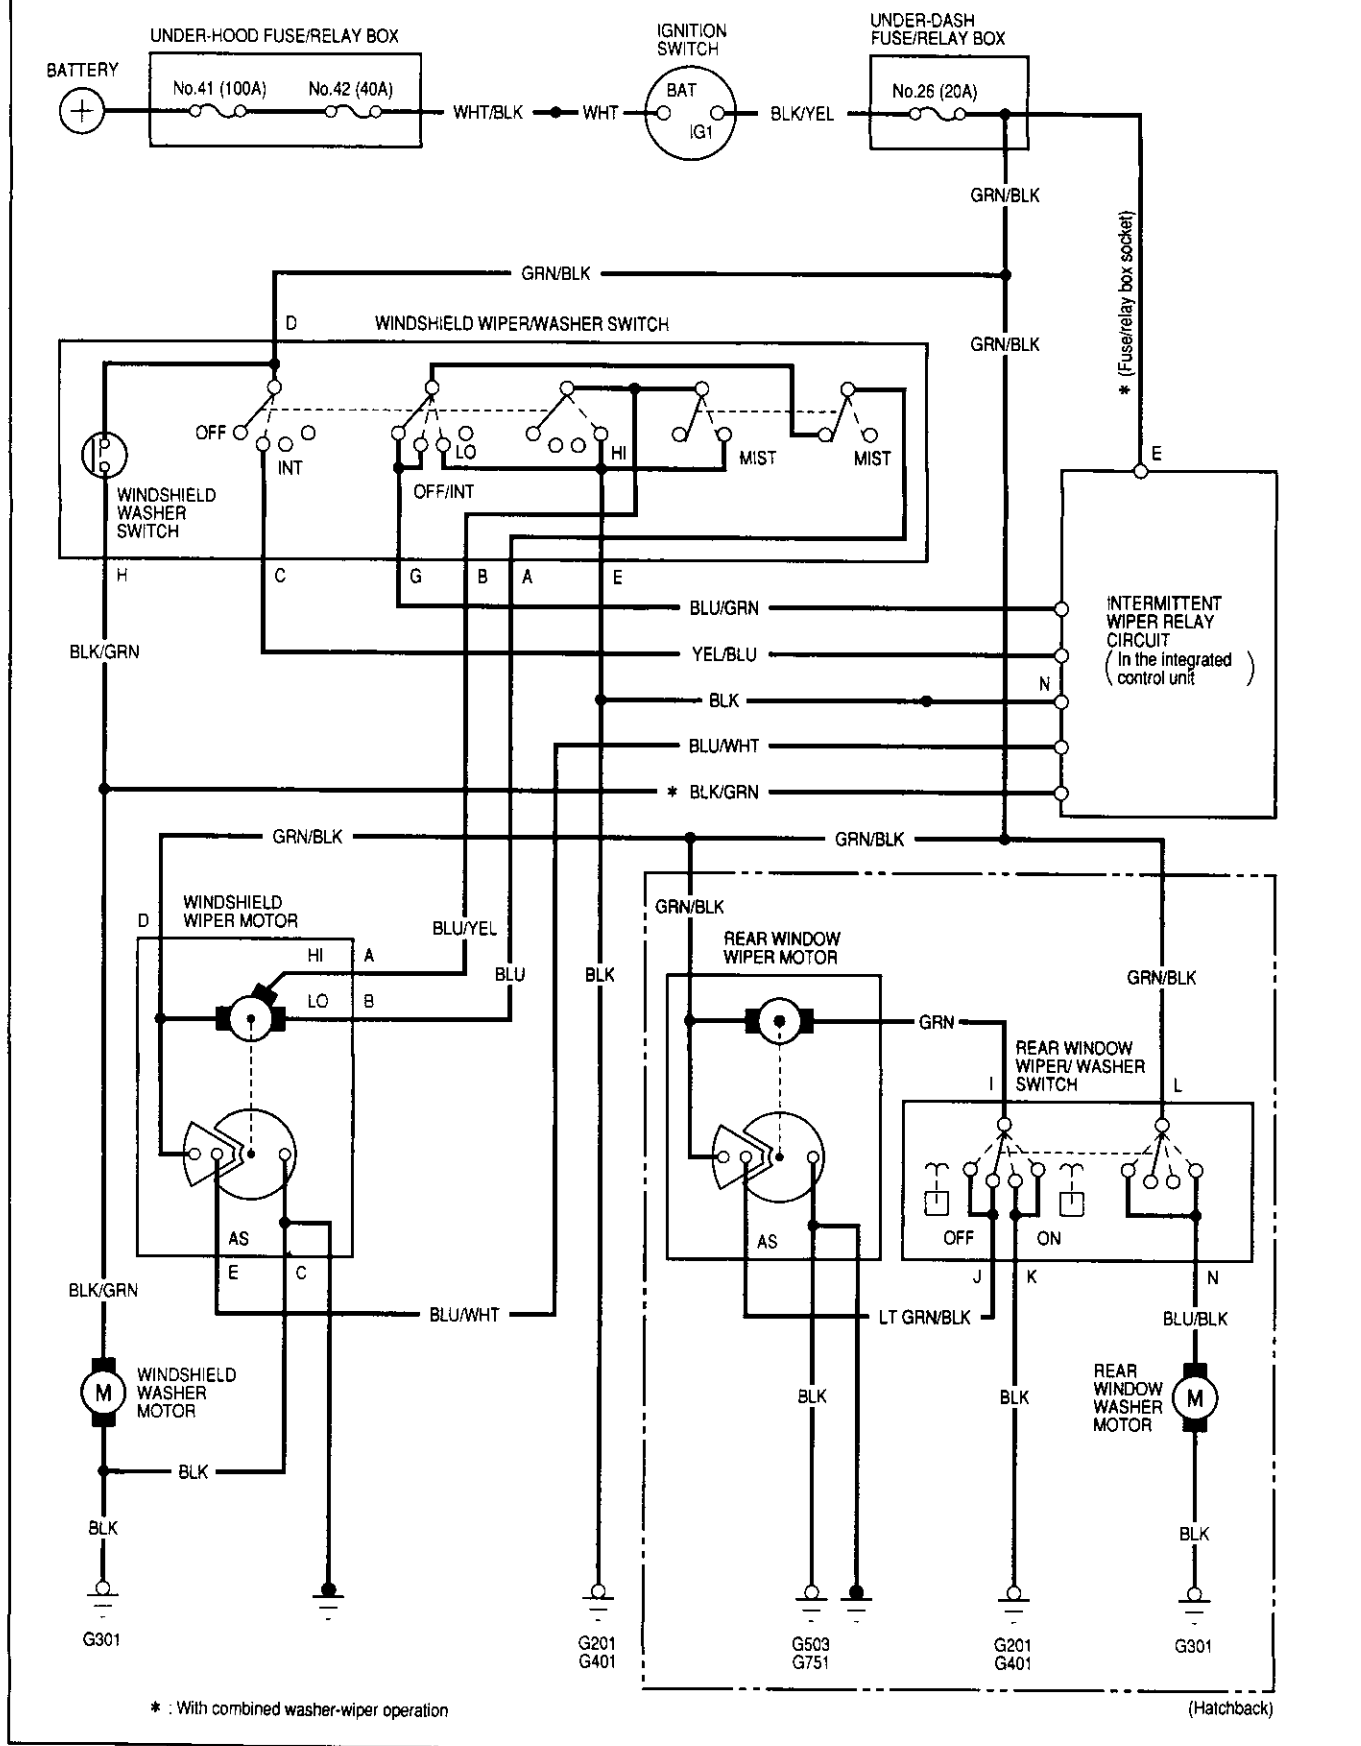 UNDER-HOOD FUSE/RELAY BOX
IGNITION
SWITCH
UNDER-DASH
FUSE/RELAY BOX
BATTERY
+
No.41 (100A)
No.42 (40A)
WHT/BLK
WHT
BAT
IG1
BLK/YEL
No.26 (20A)
GRN/BLK
* (Fuse/relay box socket)
GRN/BLK
D
WINDSHIELD WIPER/WASHER SWITCH
GRN/BLK
OFF
INT
LO
OFF/INT
HI
MIST
MIST
E
WINDSHIELD
WASHER
SWITCH
H
C
G
B
A
E
BLU/GRN
INTERMITTENT
WIPER RELAY
CIRCUIT
(In the integrated
control unit)
BLK/GRN
YEL/BLU
N
BLK
BLU/WHT
* BLK/GRN
GRN/BLK
GRN/BLK
WINDSHIELD
WIPER MOTOR
D
GRN/BLK
BLU/YEL
REAR WINDOW
WIPER MOTOR
HI
A
BLU
BLK
GRN/BLK
LO
B
GRN
REAR WINDOW
WIPER/ WASHER
SWITCH
I
L
AS
E
C
AS
OFF
ON
J
K
N
BLK/GRN
BLU/WHT
LT GRN/BLK
BLU/BLK
WINDSHIELD
WASHER
MOTOR
M
BLK
BLK
REAR
WINDOW
WASHER
MOTOR
M
BLK
BLK
BLK
G301
G201
G401
G503
G751
G201
G401
G301
* : With combined washer-wiper operation
(Hatchback)